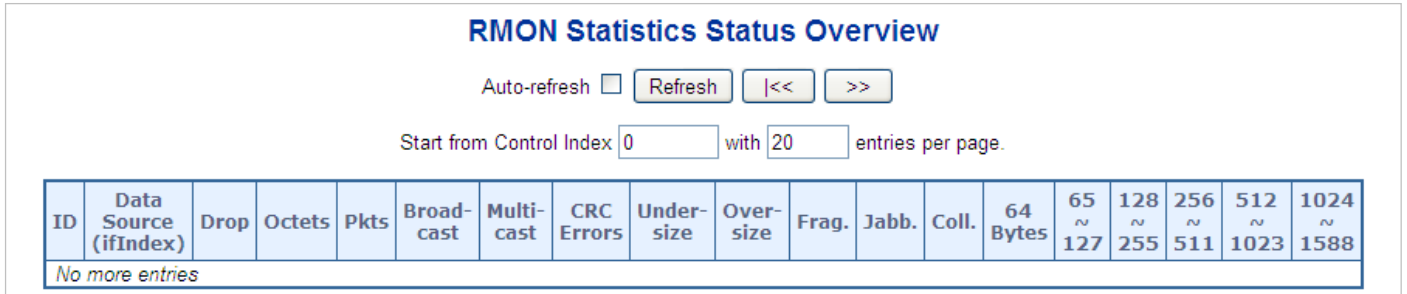 RMON Statistics Status Overview
Auto-refresh Refresh |<< >>
Start from Control Index 0 with 20 entries per page.
ID Data Source (ifIndex) Drop Octets Pkts Broad-cast Multi-cast CRC Errors Under-size Over-size Frag. Jabb. Coll. 64 Bytes 65 ~ 127 128 ~ 255 256 ~ 511 512 ~ 1023 1024 ~ 1588
No more entries